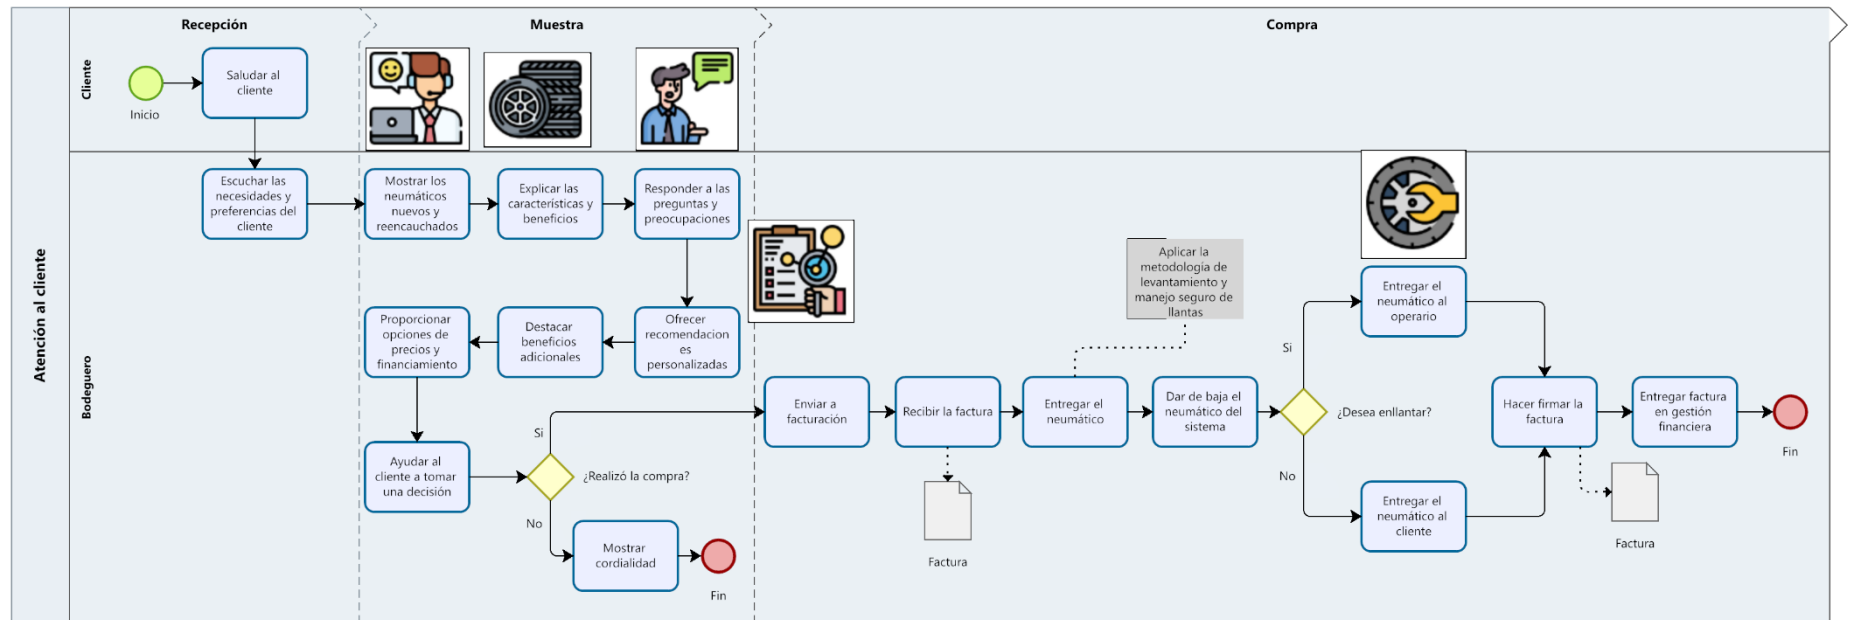 Recepción
Muestra
Compra
Atención al cliente
Cliente
Inicio
Saludar al
cliente
Bodeguero
Escuchar las
necesidades y
preferencias del
cliente
Mostrar los
neumáticos
nuevos y
reencauchados
Explicar las
características y
beneficios
Responder a las
preguntas y
preocupaciones
Ofrecer
recomendacion
es
personalizadas
Destacar
beneficios
adicionales
Proporcionar
opciones de
precios y
financiamiento
Ayudar al
cliente a tomar
una decisión
¿Realizó la compra?
Si
No
Mostrar
cordialidad
Fin
Enviar a
facturación
Recibir la factura
Factura
Entregar el
neumático
Aplicar la
metodología de
levantamiento y
manejo seguro de
llantas
Dar de baja el
neumático del
sistema
¿Desea enllantar?
Si
No
Entregar el
neumático al
operario
Entregar el
neumático al
cliente
Hacer firmar la
factura
Factura
Entregar factura
en gestión
financiera
Fin